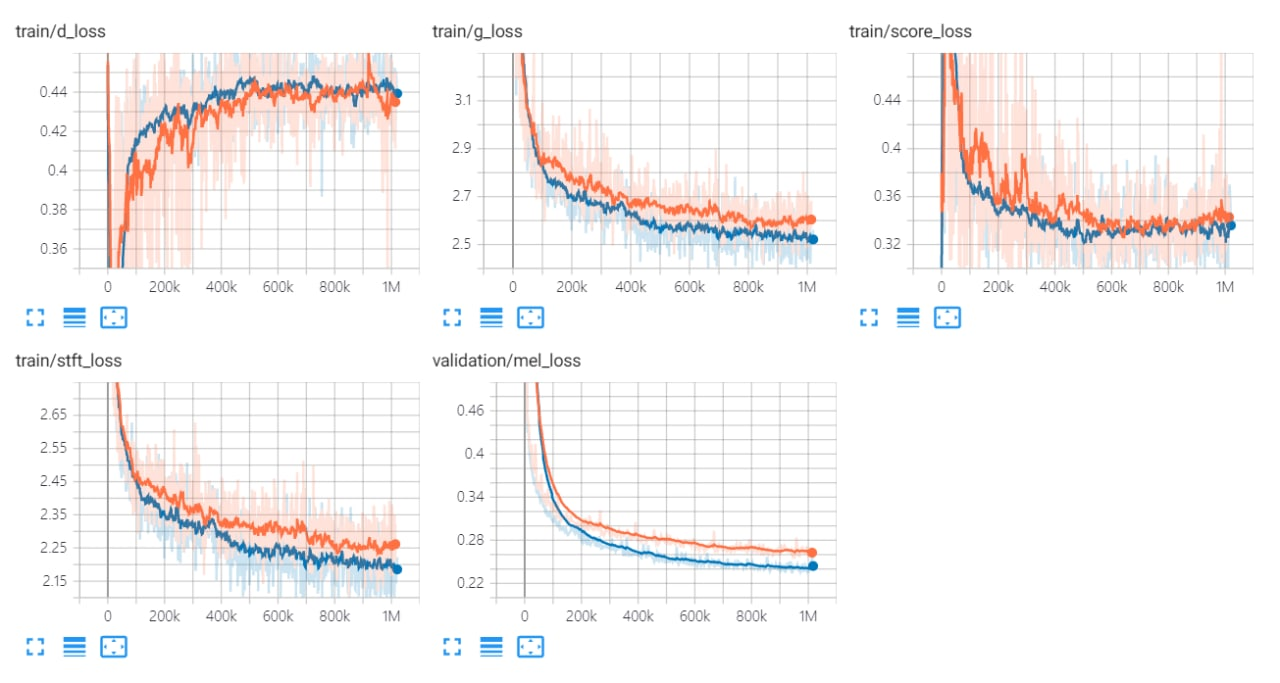 train/d_loss
0.44
0.42
0.4
0.38
0.36
0 200k 400k 600k 800k 1M
train/g_loss
3.1
2.9
2.7
2.5
0 200k 400k 600k 800k 1M
train/score_loss
0.44
0.4
0.36
0.32
0 200k 400k 600k 800k 1M
train/stft_loss
2.65
2.55
2.45
2.35
2.25
2.15
0 200k 400k 600k 800k 1M
validation/mel_loss
0.46
0.4
0.34
0.28
0.22
0 200k 400k 600k 800k 1M